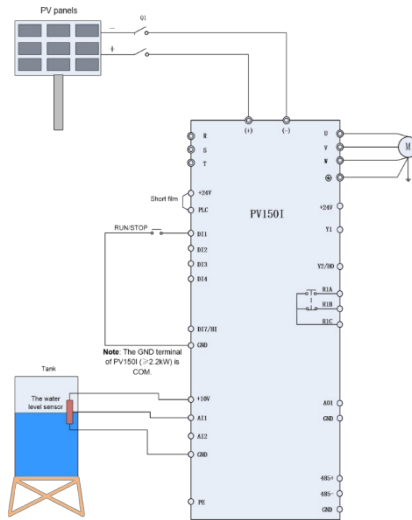 PV panels
Q1
−
+
(+)
(-)
R
S
T
U
V
W
M
+24V
Short film
PLC
PV150I
+24V
RUN/STOP
DI1
Y1
DI2
DI3
Y2/HO
DI4
R1A
R1B
R1C
DI7/HI
GND
Note: The GND terminal
of PV150I (≥2.2kW) is
COM.
Tank
The water
level sensor
+10V
AI1
AO1
GND
AI2
GND
485+
485-
PE
GND